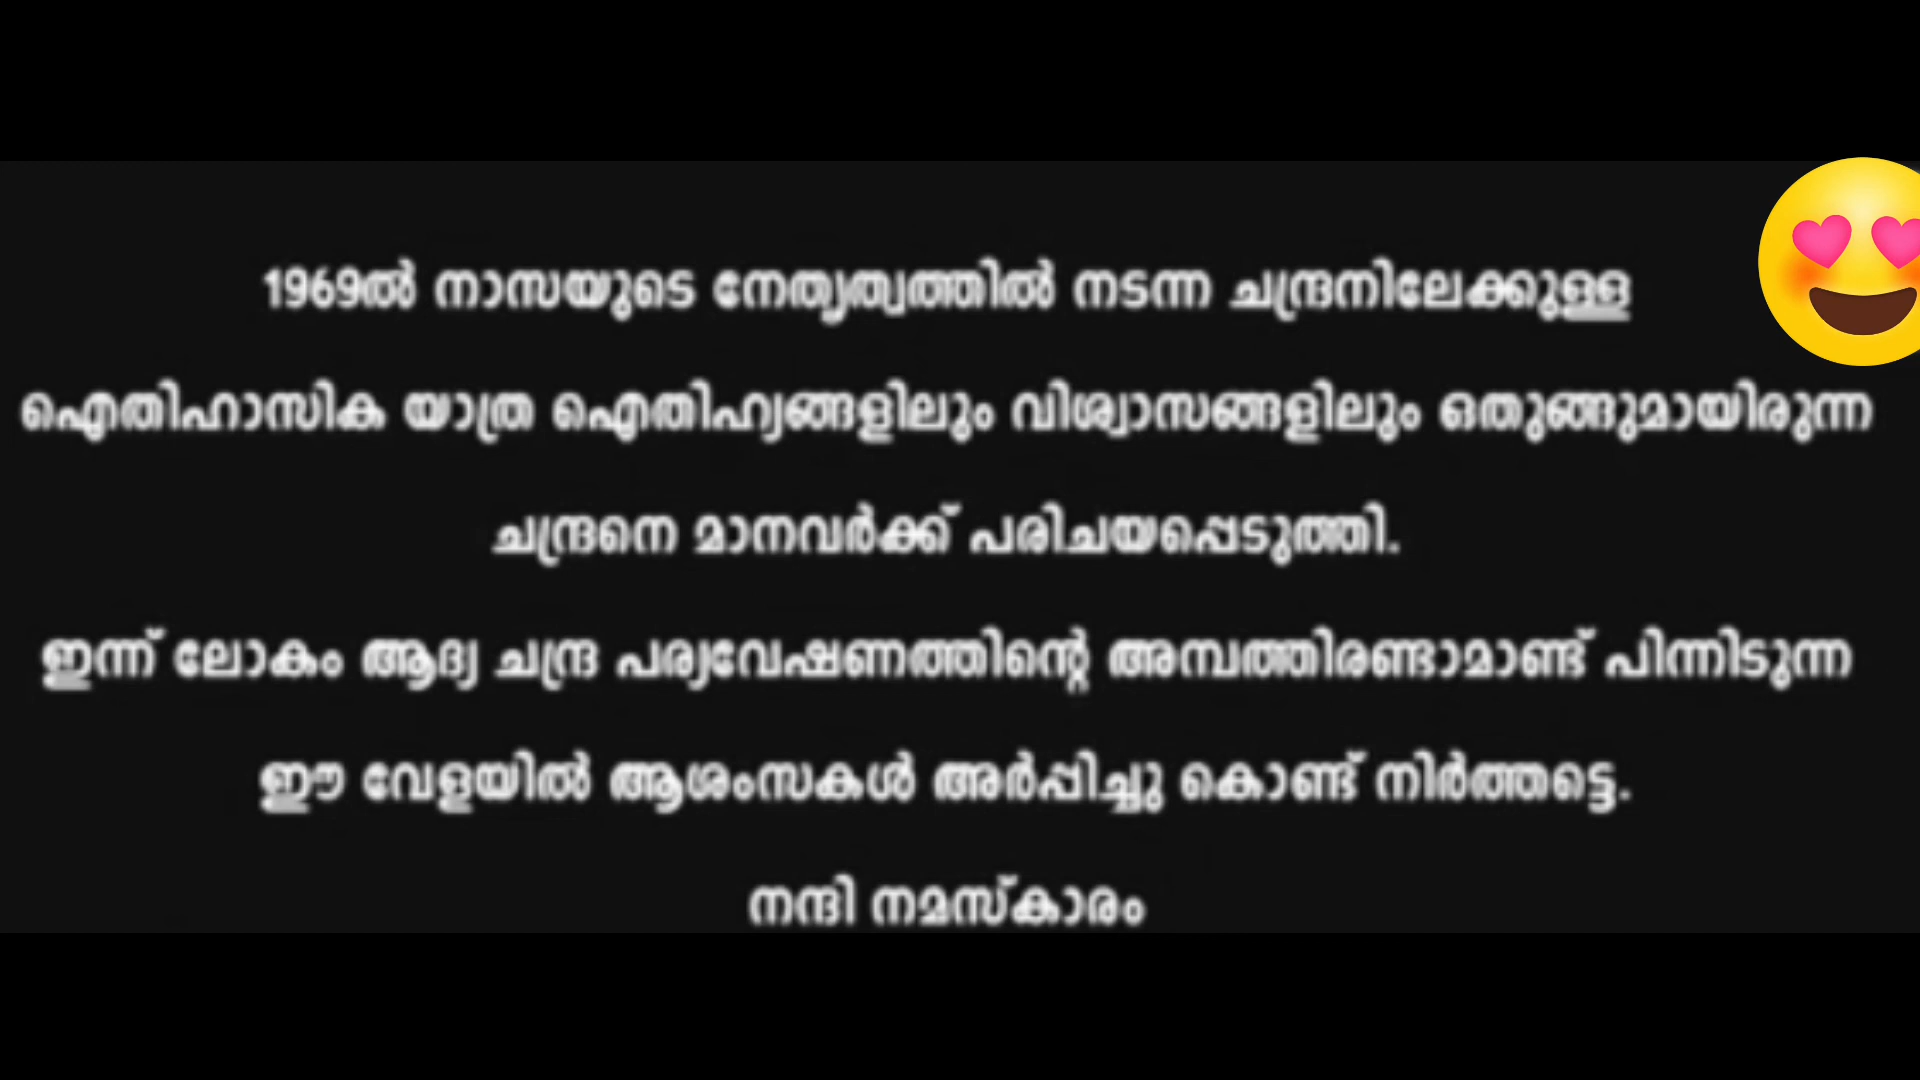 1969ൽ നാസയുടെ നേതൃത്വത്തിൽ നടന്ന ചന്ദ്രനിലേക്കുള്ള
ഐതിഹാസിക യാത്ര ഐതിഹ്യങ്ങളിലും വിശ്വാസങ്ങളിലും ഒതുങ്ങുമായിരുന്ന
ചന്ദ്രനെ മാനവർക്ക് പരിചയപ്പെടുത്തി.
ഇന്ന് ലോകം ആദ്യ ചന്ദ്ര പര്യവേഷണത്തിന്റെ അമ്പത്തിരണ്ടാമാണ്ട് പിന്നിടുന്ന
ഈ വേളയിൽ ആശംസകൾ അർപ്പിച്ചു കൊണ്ട് നിർത്തട്ടെ.
നന്ദി നമസ്കാരം